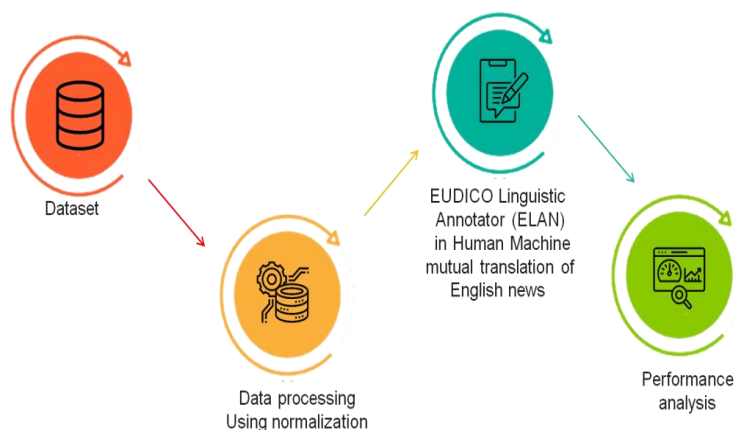 Dataset
Data processing
Using normalization
EUDICO Linguistic
Annotator (ELAN)
in Human Machine
mutual translation of
English news
Performance
analysis